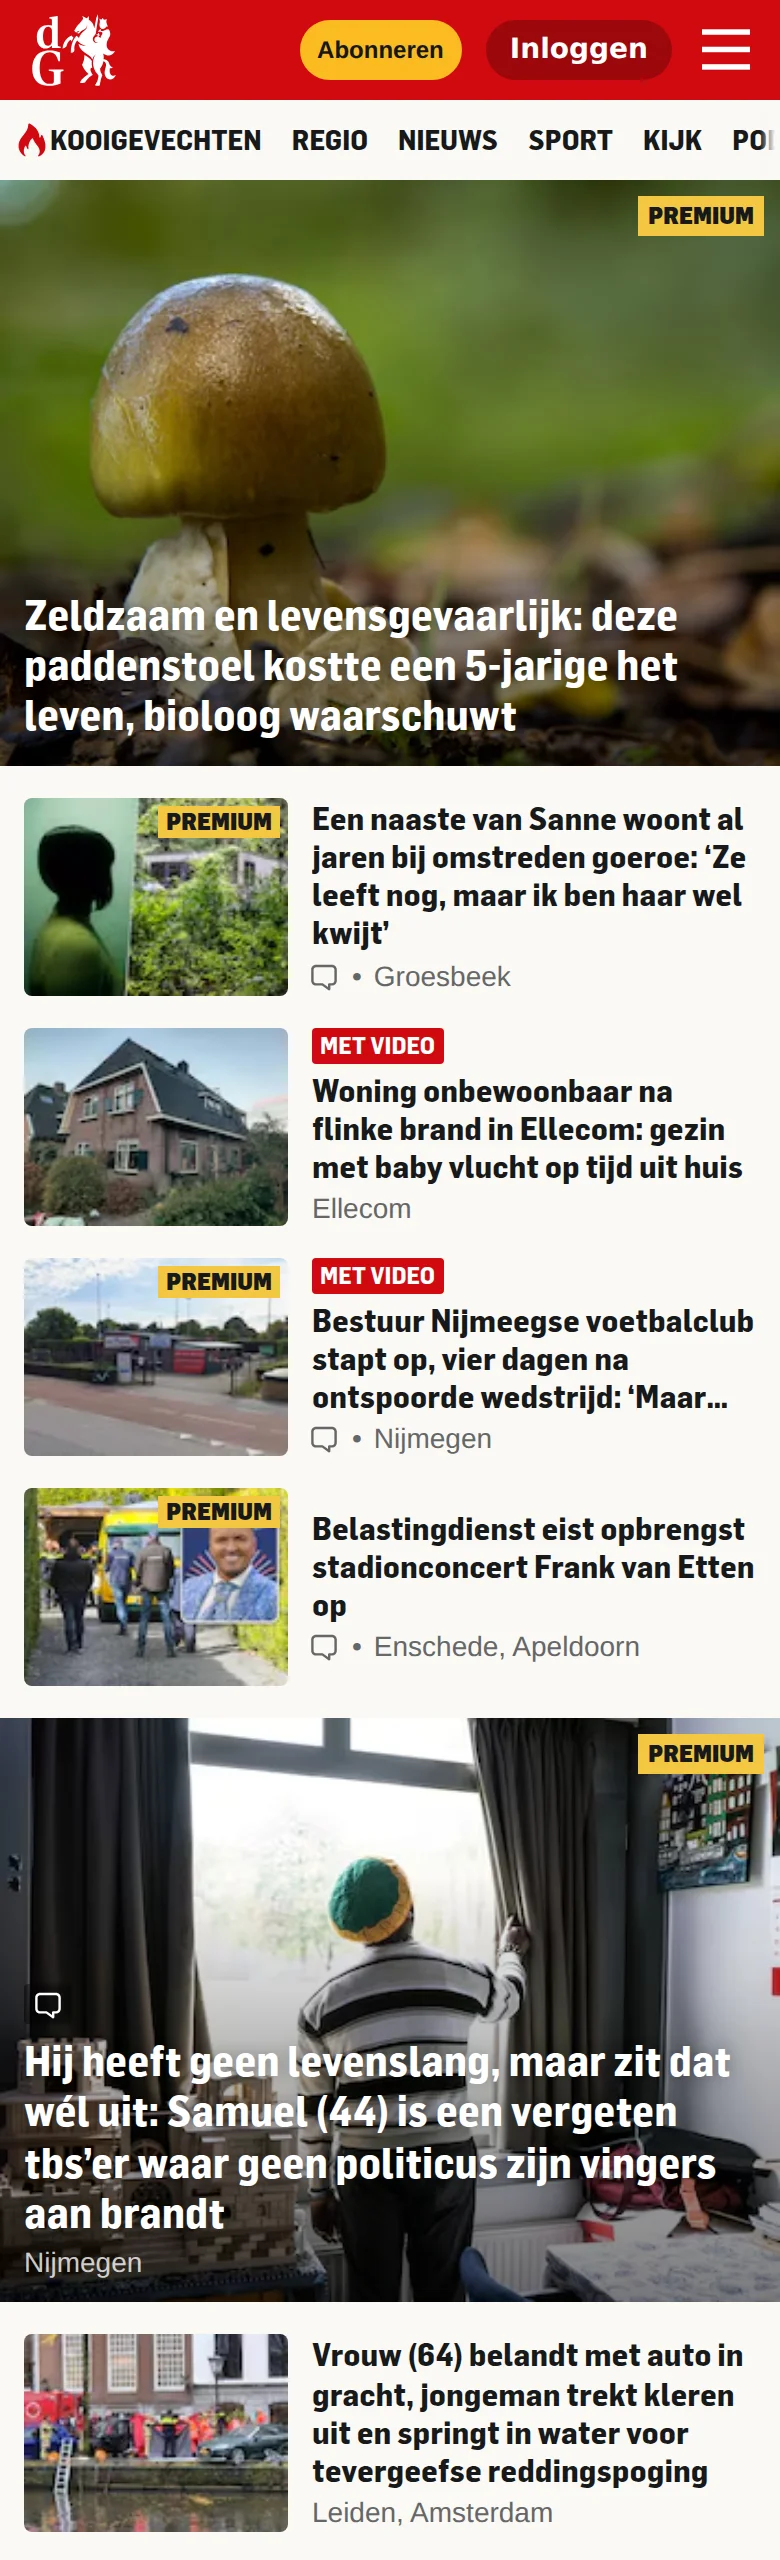 dG
Abonneren
Inloggen
KOOIGEVECHTEN REGIO NIEUWS SPORT KIJK
PREMIUM
Zeldzaam en levensgevaarlijk: deze
paddenstoel kostte een 5-jarige het
leven, bioloog waarschuwt
PREMIUM
Een naaste van Sanne woont al
jaren bij omstreden goeroe: ‘Ze
leeft nog, maar ik ben haar wel
kwijt’
• Groesbeek
MET VIDEO
Woning onbewoonbaar na
flinke brand in Ellecom: gezin
met baby vlucht op tijd uit huis
Ellecom
PREMIUM
MET VIDEO
Bestuur Nijmeegse voetbalclub
stapt op, vier dagen na
ontspoorde wedstrijd: ‘Maar...
• Nijmegen
PREMIUM
Belastingdienst eist opbrengst
stadionconcert Frank van Etten
op
• Enschede, Apeldoorn
PREMIUM
Hij heeft geen levenslang, maar zit dat
wél uit: Samuel (44) is een vergeten
tbs’er waar geen politicus zijn vingers
aan brandt
Nijmegen
Vrouw (64) belandt met auto in
gracht, jongeman trekt kleren
uit en springt in water voor
tevergeefse reddingspoging
Leiden, Amsterdam